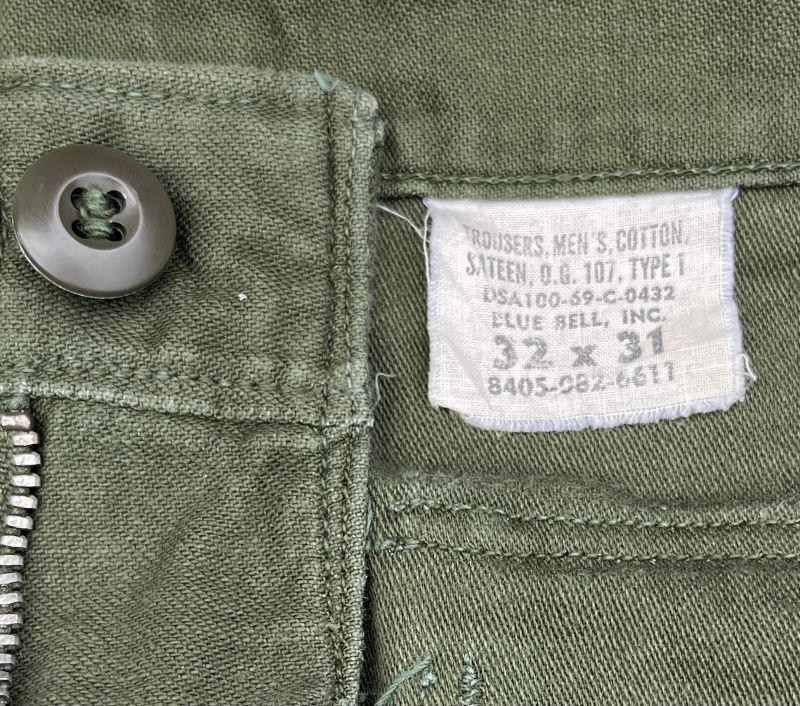 TROUSERS, MEN'S, COTTON,
SATEEN, O.G. 107, TYPE I
DSA100-69-C-0432
BLUE BELL, INC.
32 x 31
8405-082-6611